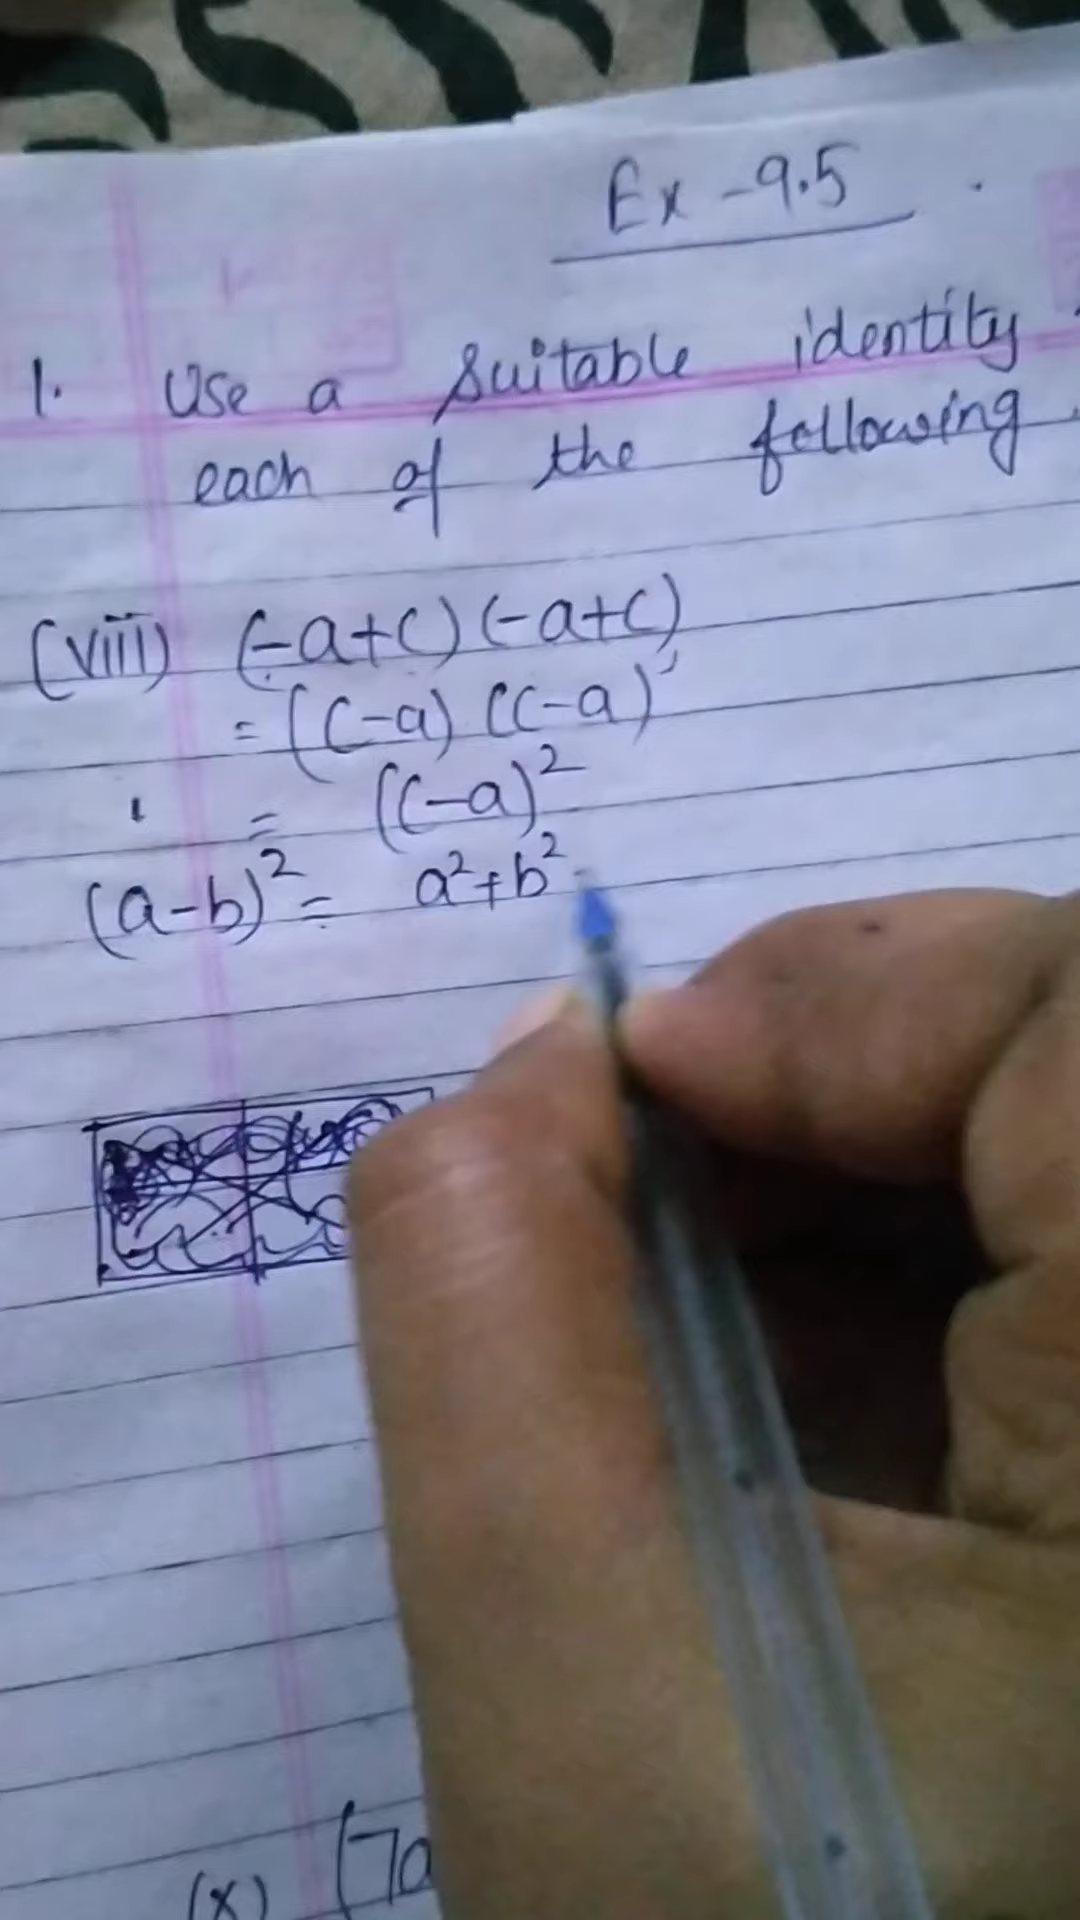 Ex - 9.5
1. Use a suitable identity
each of the following
(viii) (-a+c) (-a+c)
= (c-a) (c-a)
= (c-a)²
(a-b)² = a²+b² -
(x) (7a